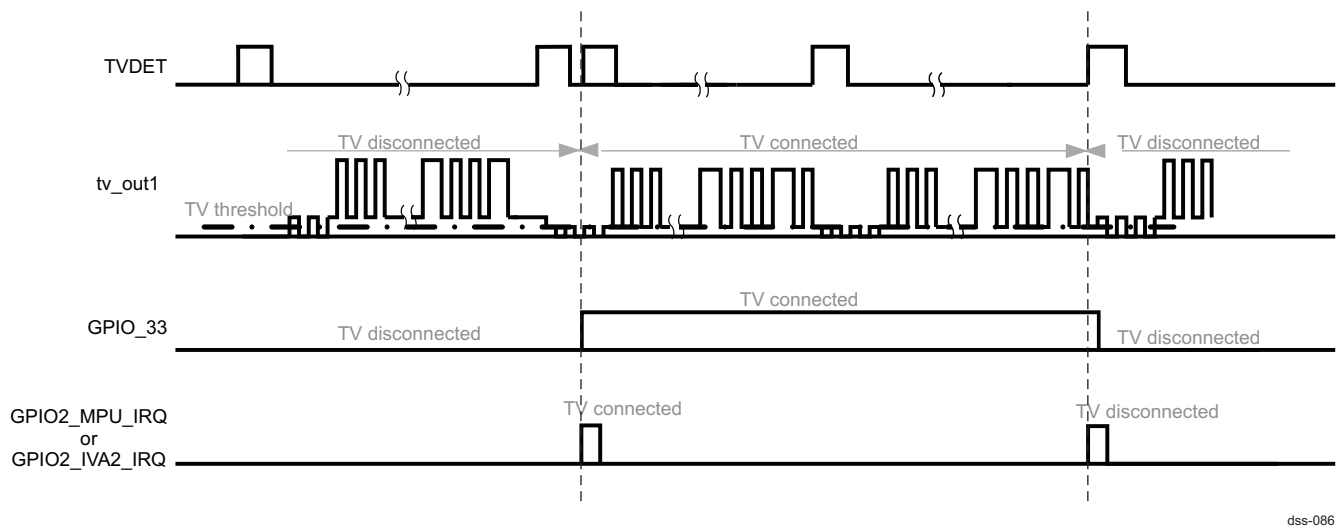 TVDET
TV disconnected
TV connected
TV disconnected
tv_out1
TV threshold
TV connected
GPIO_33
TV disconnected
TV disconnected
GPIO2_MPU_IRQ
or
GPIO2_IVA2_IRQ
TV connected
TV disconnected
dss-086